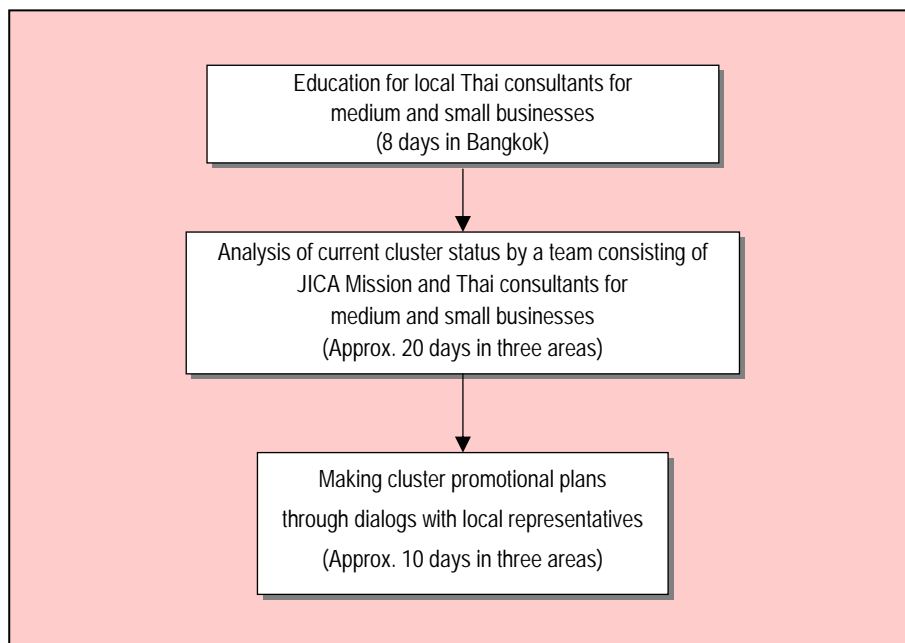 Education for local Thai consultants for
medium and small businesses
(8 days in Bangkok)
Analysis of current cluster status by a team consisting of
JICA Mission and Thai consultants for
medium and small businesses
(Approx. 20 days in three areas)
Making cluster promotional plans
through dialogs with local representatives
(Approx. 10 days in three areas)